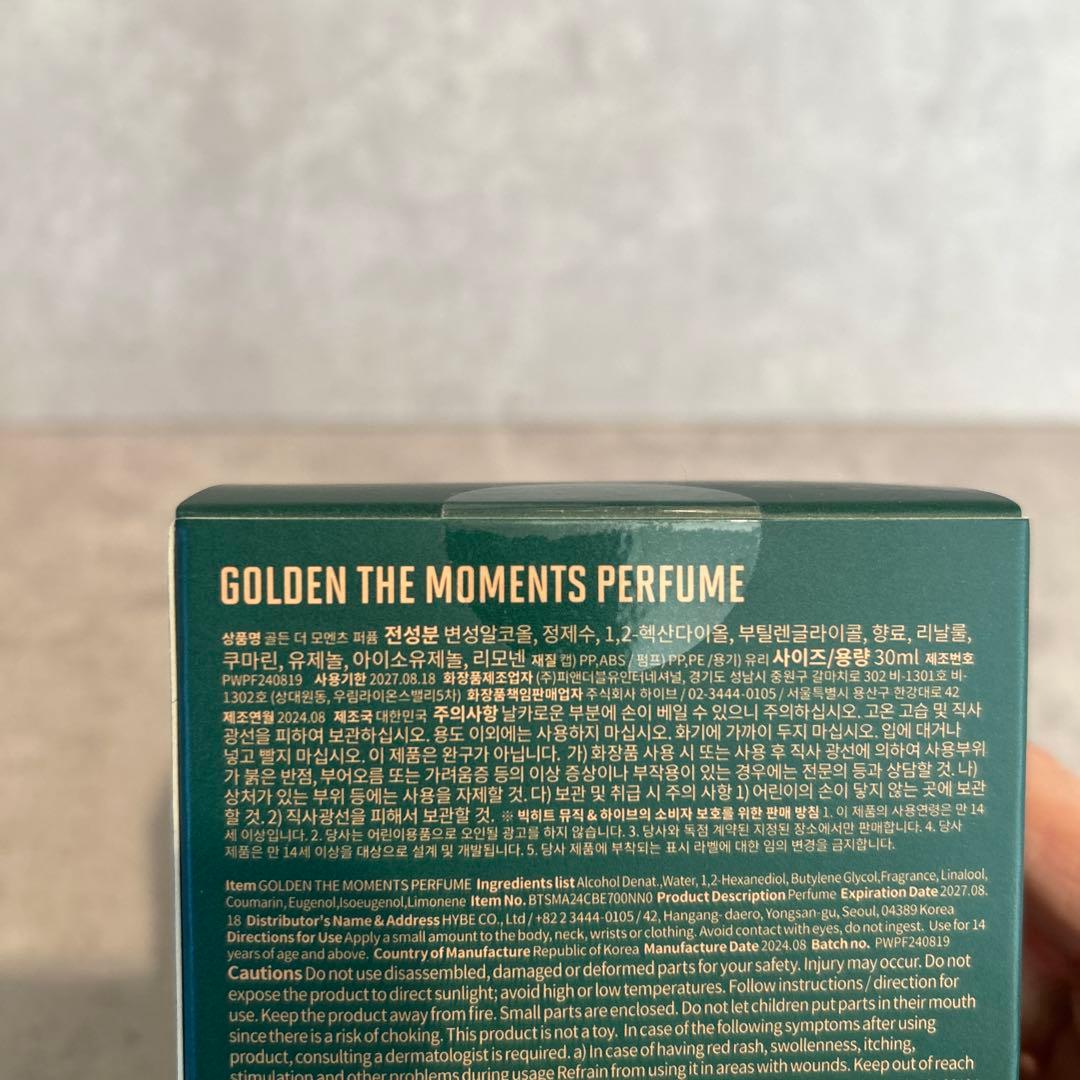 GOLDEN THE MOMENTS PERFUME
상품명 골든 더 모멘츠 퍼퓸 전성분 변성알코올, 정제수, 1,2-헥산다이올, 부틸렌글라이콜, 향료, 리날룰,
쿠마린, 유제놀, 아이소유제놀, 리모넨 재질 캡) PP,ABS / 펌프) PP,PE /용기) 유리 사이즈/용량 30ml 제조번호
PWPF240819 사용기한 2027.08.18 화장품제조업자 (주)피앤더블유인터네셔널, 경기도 성남시 중원구 갈마치로 302 비-1301호 비-
1302호 (상대원동, 우림라이온스밸리5차) 화장품책임판매업자 주식회사 하이브 / 02-3444-0105 / 서울특별시 용산구 한강대로 42
제조연월 2024.08 제조국 대한민국 주의사항 날카로운 부분에 손이 베일 수 있으니 주의하십시오. 고온 고습 및 직사
광선을 피하여 보관하십시오. 용도 이외에는 사용하지 마십시오. 화기에 가까이 두지 마십시오. 입에 대거나
넣고 빨지 마십시오. 이 제품은 완구가 아닙니다. 가) 화장품 사용 시 또는 사용 후 직사 광선에 의하여 사용부위
가 붉은 반점, 부어오름 또는 가려움증 등의 이상 증상이나 부작용이 있는 경우에는 전문의 등과 상담할 것. 나)
상처가 있는 부위 등에는 사용을 자제할 것. 다) 보관 및 취급 시 주의 사항 1) 어린이의 손이 닿지 않는 곳에 보관
할 것. 2) 직사광선을 피해서 보관할 것. ※ 빅히트 뮤직 & 하이브의 소비자 보호를 위한 판매 방침 1. 이 제품의 사용연령은 만 14
세 이상입니다. 2. 당사는 어린이용품으로 오인될 광고를 하지 않습니다. 3. 당사와 독점 계약된 지정된 장소에서만 판매합니다. 4. 당사
제품은 만 14세 이상을 대상으로 설계 및 개발됩니다. 5. 당사 제품에 부착되는 표시 라벨에 대한 임의 변경을 금지합니다.
Item GOLDEN THE MOMENTS PERFUME Ingredients list Alcohol Denat.,Water, 1,2-Hexanediol, Butylene Glycol,Fragrance, Linalool,
Coumarin, Eugenol,Isoeugenol,Limonene Item No. BTSMA24CBE700NN0 Product Description Perfume Expiration Date 2027.08.
18 Distributor's Name & Address HYBE CO., Ltd / +82 2 3444-0105 / 42, Hangang-daero, Yongsan-gu, Seoul, 04389 Korea
Directions for Use Apply a small amount to the body, neck, wrists or clothing. Avoid contact with eyes, do not ingest. Use for 14
years of age and above. Country of Manufacture Republic of Korea Manufacture Date 2024.08 Batch no. PWPF240819
Cautions Do not use disassembled, damaged or deformed parts for your safety. Injury may occur. Do not
expose the product to direct sunlight; avoid high or low temperatures. Follow instructions / direction for
use. Keep the product away from fire. Small parts are enclosed. Do not let children put parts in their mouth
since there is a risk of choking. This product is not a toy. In case of the following symptoms after using
product, consulting a dermatologist is required. a) In case of having red rash, swollenness, itching,
stimulation and other problems during usage Refrain from using it in areas with wounds. Keep out of reach